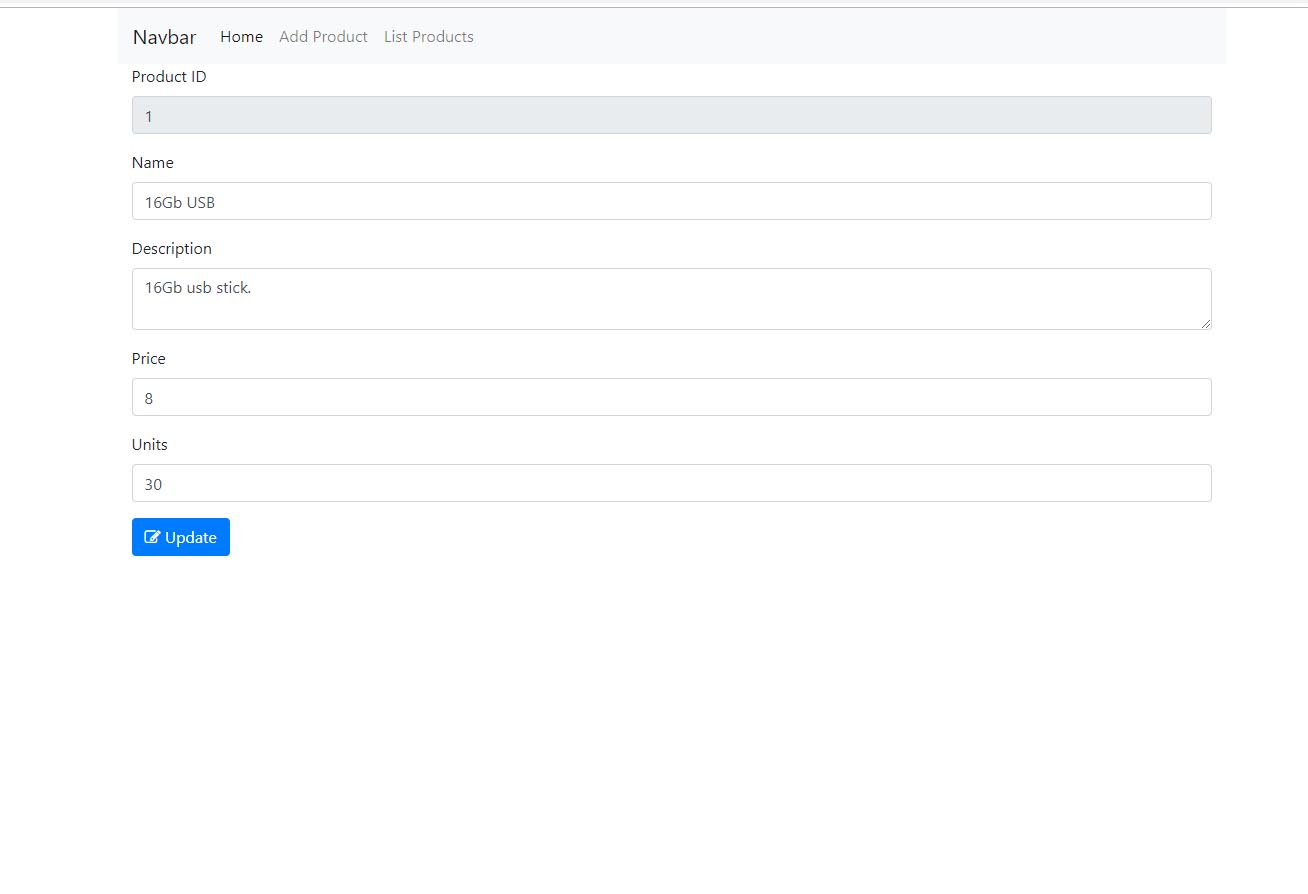 Navbar Home Add Product List Products
Product ID
1
Name
16Gb USB
Description
16Gb usb stick.
Price
8
Units
30
Update